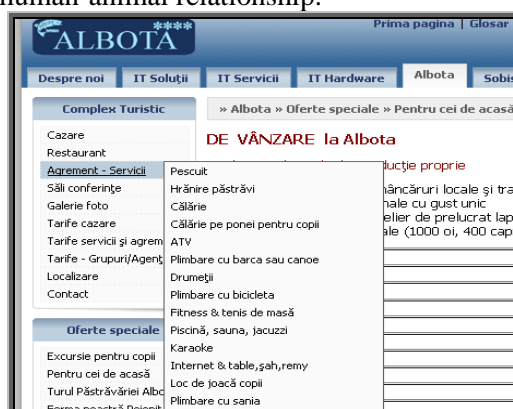 human-animal relationship.
ALBOTA
****
Prima pagina | Glosar
Despre noi
IT Soluţii
IT Servicii
IT Hardware
Albota
Complex Turistic
Cazare
Restaurant
Agrement - Servicii
Săli conferinţe
Galerie foto
Tarife cazare
Tarife servicii şi agrem
Tarife - Grupuri/Agenţ
Localizare
Contact
Oferte speciale
Excursie pentru copii
Pentru cei de acasă
Turul Păstrăvăriei Albo
» Albota » Oferte speciale » Pentru cei de acasă
DE VÂNZARE la Albota
ducţie proprie
âncăruri locale şi tra
nale cu gust unic
elier de prelucrat lap
ale (1000 oi, 400 cap
Pescuit
Hrănire păstrăvi
Călărie
Călărie pe ponei pentru copii
ATV
Plimbare cu barca sau canoe
Drumeţii
Plimbare cu bicicleta
Fitness & tenis de masă
Piscină, sauna, jacuzzi
Karaoke
Internet & table,şah,remy
Loc de joacă copii
Plimbare cu sania